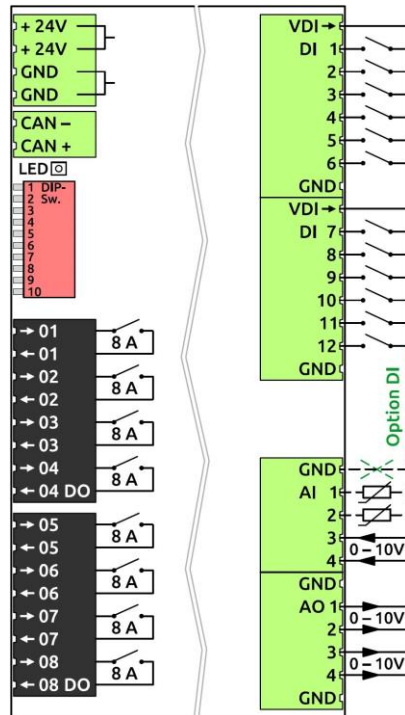 + 24V
+ 24V
GND
GND
CAN –
CAN +
LED
1 DIP-
2 Sw.
3
4
5
6
7
8
9
10
→ 01
← 01
→ 02
← 02
→ 03
← 03
→ 04
← 04 DO
8 A
8 A
8 A
8 A
→ 05
← 05
→ 06
← 06
→ 07
← 07
→ 08
← 08 DO
8 A
8 A
8 A
8 A
VDI →
DI 1
2
3
4
5
6
GND
VDI →
DI 7
8
9
10
11
12
GND
Option DI
GND
AI 1
2
3
0 – 10V
4
GND
AO 1
0 – 10V
2
3
0 – 10V
4
GND